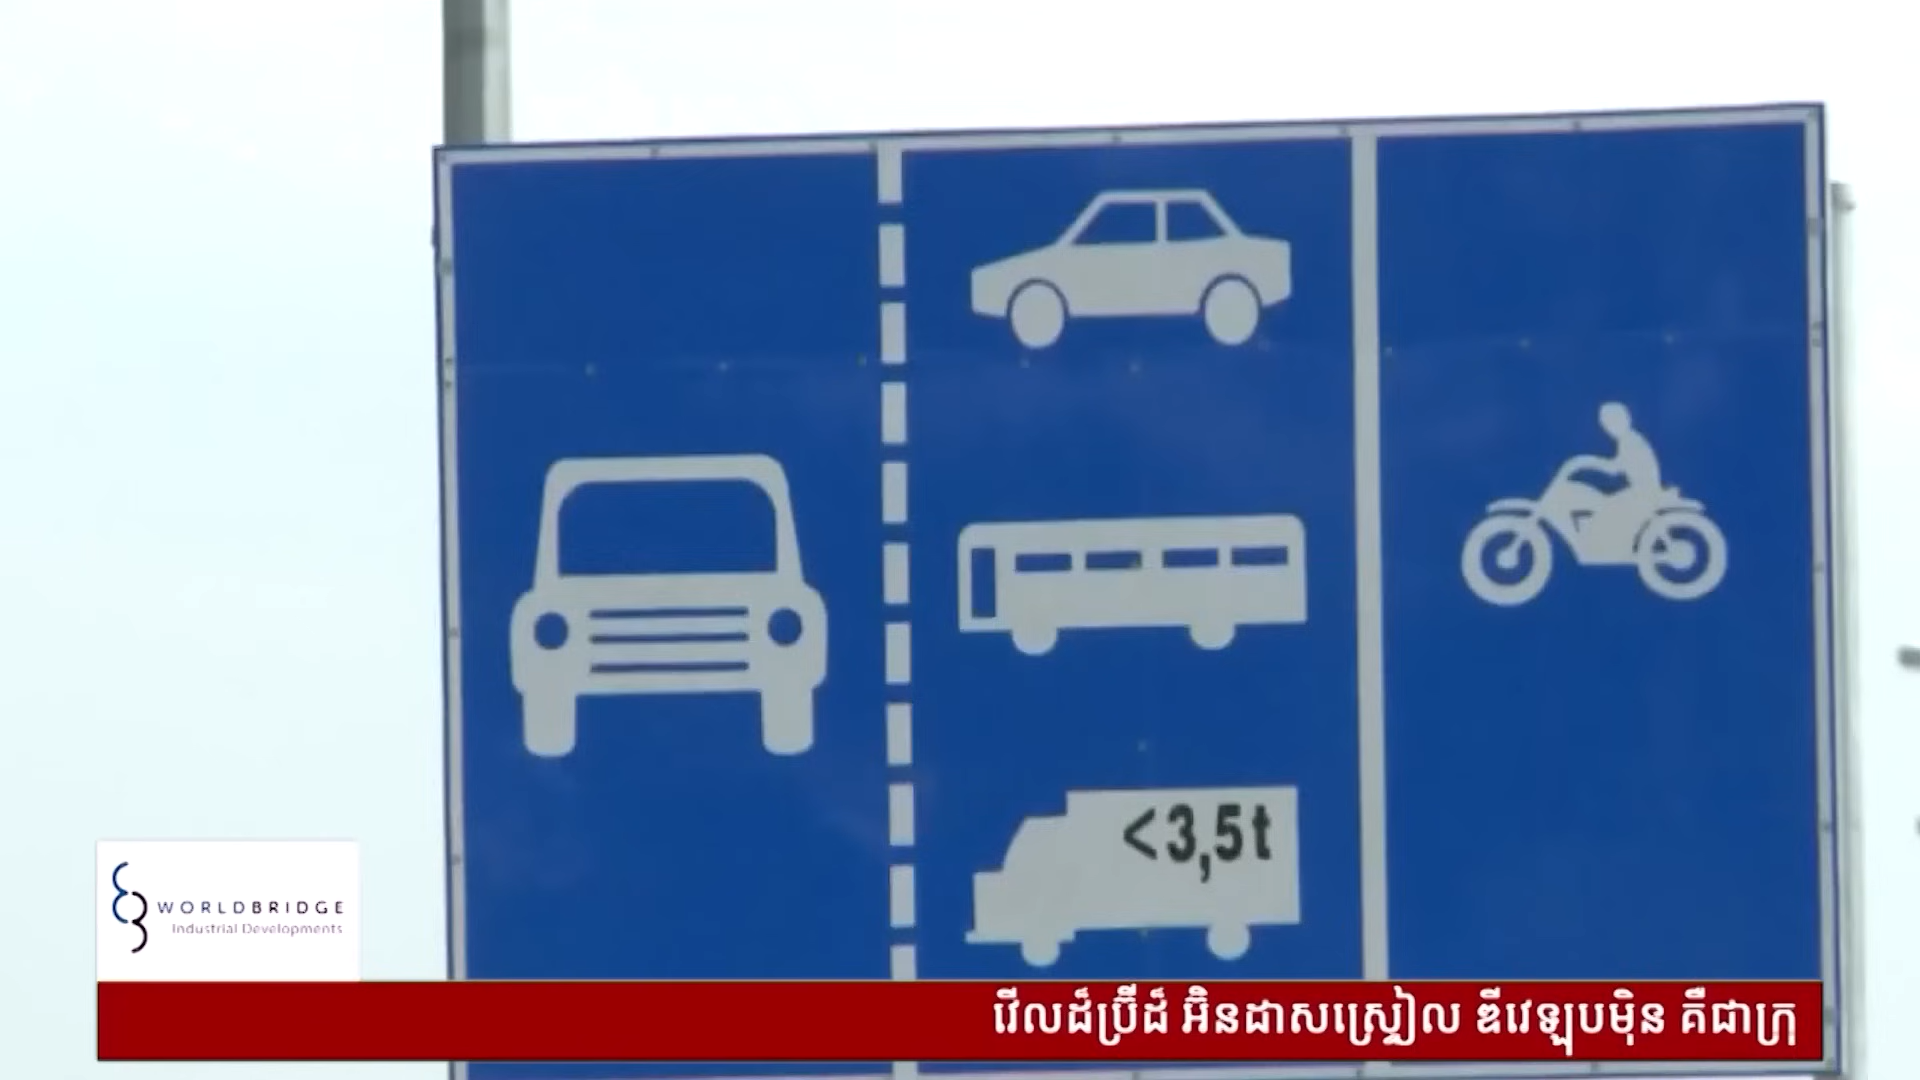 <3,5t
WORLDBRIDGE
Industrial Developments
វើលដ៏ប្រ៊ីដ៏ អ៊ិនដាសស្ទ្រៀល ឌីវេឡុបម៉ិន គឺជាក្រុ